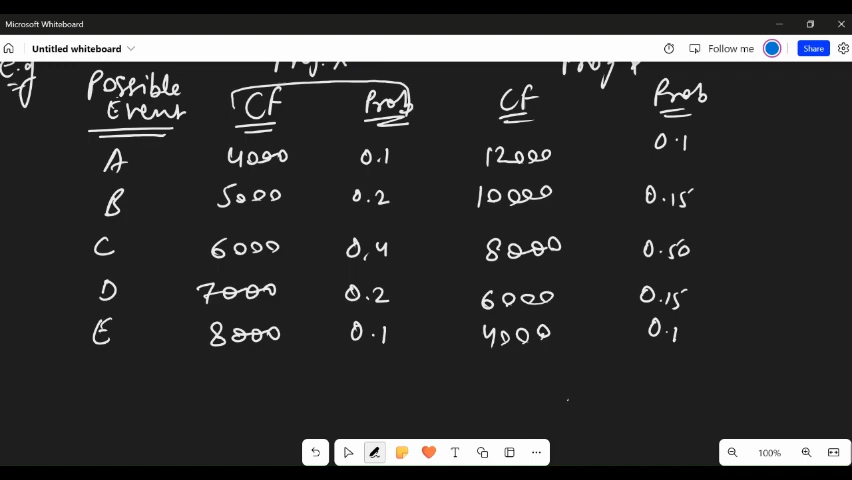 Microsoft Whiteboard
Untitled whiteboard
Follow me
Share
e.g
Proj. X
Proj Y
Possible Event
CF Prob CF Prob
A 4000 0.1 12000 0.1
B 5000 0.2 10000 0.15
C 6000 0.4 8000 0.50
D 7000 0.2 6000 0.15
E 8000 0.1 4000 0.1
100%